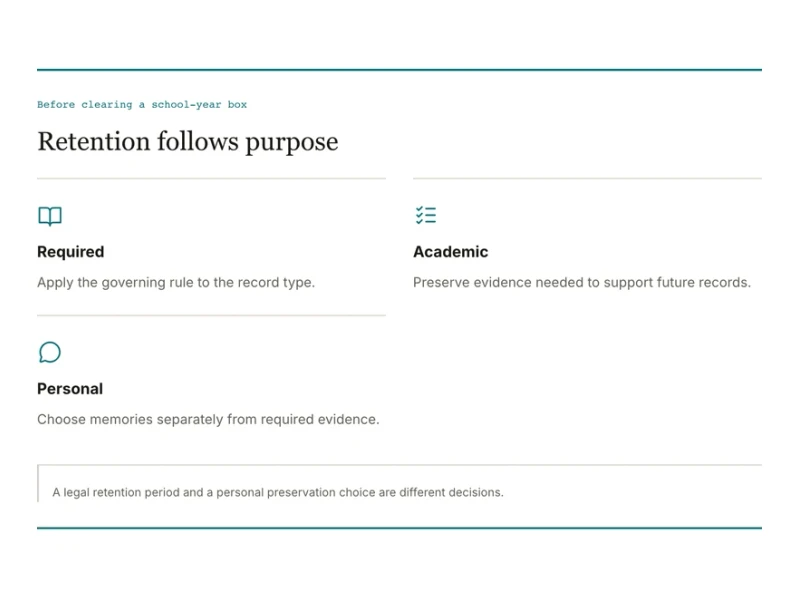 Before clearing a school-year box
Retention follows purpose
Required
Apply the governing rule to the record type.
Academic
Preserve evidence needed to support future records.
Personal
Choose memories separately from required evidence.
A legal retention period and a personal preservation choice are different decisions.